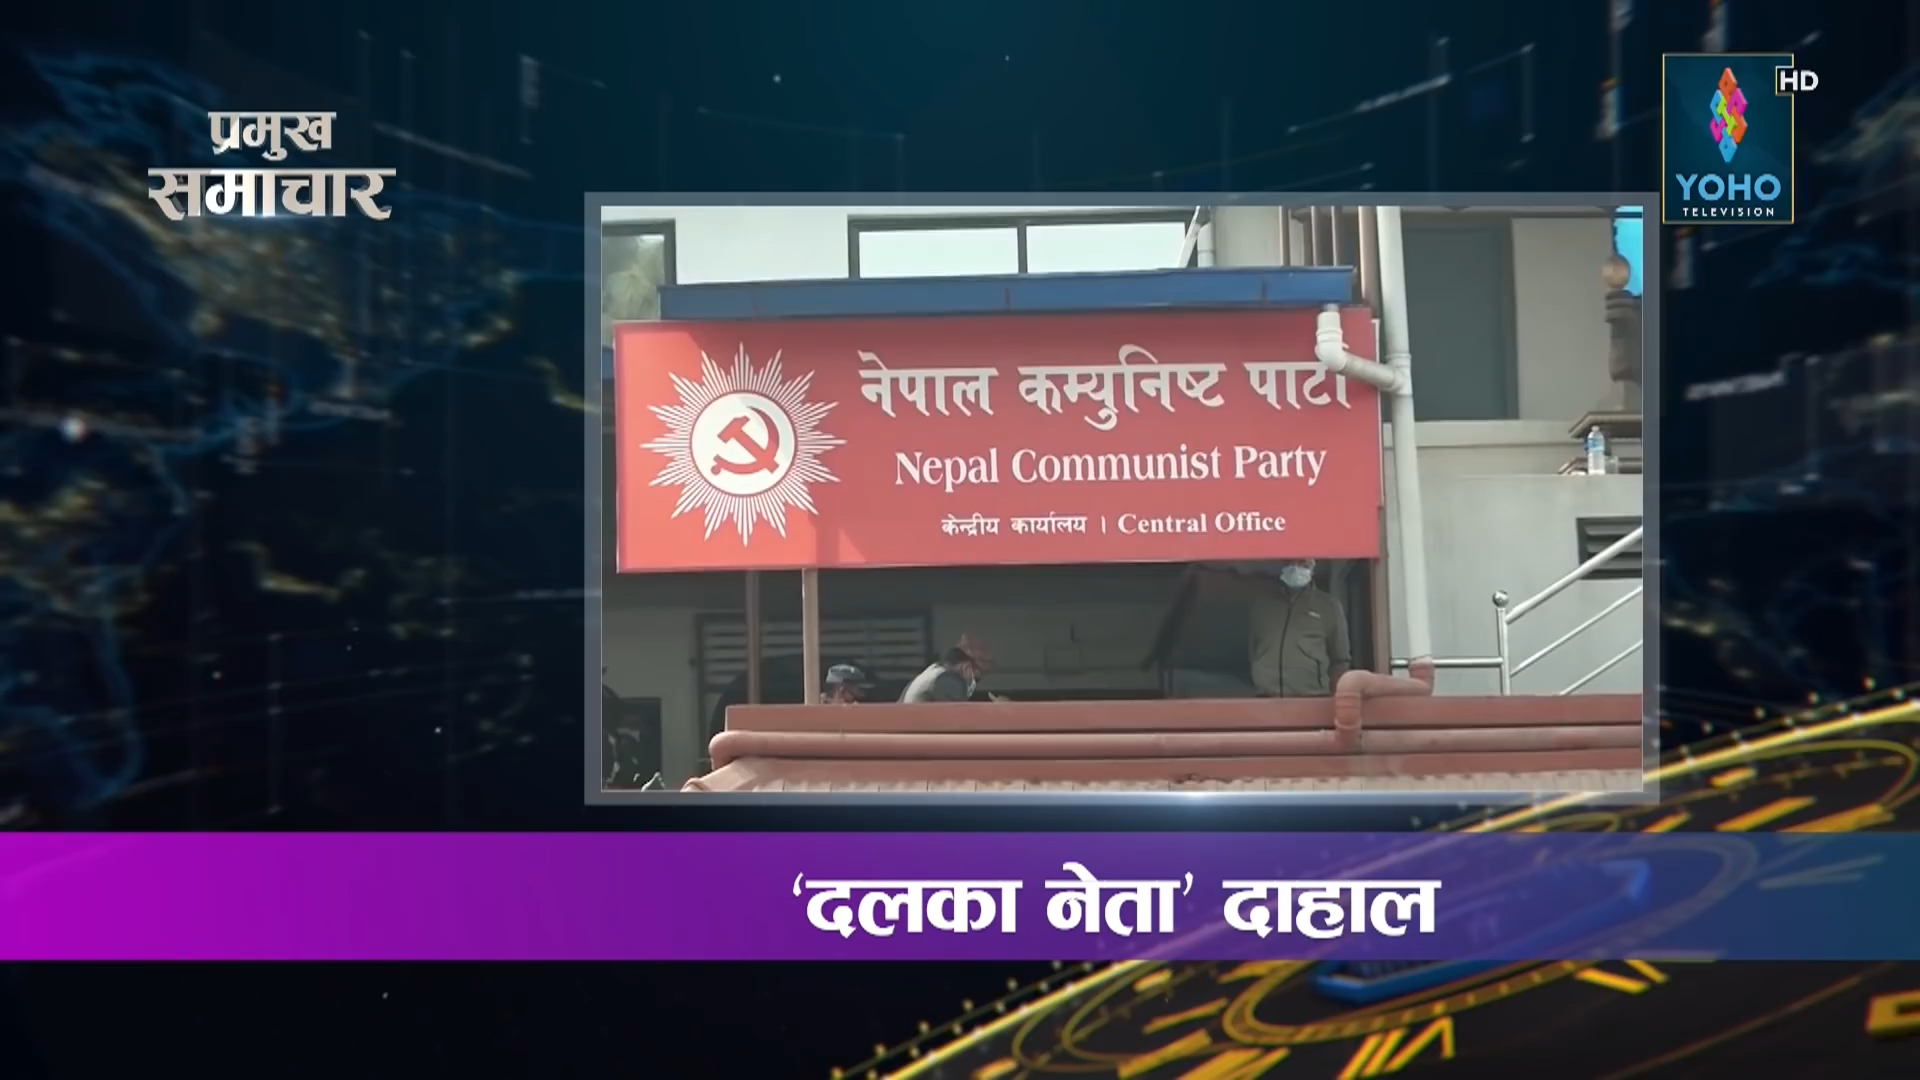 प्रमुख
समाचार
HD
YOHO
TELEVISION
नेपाल कम्युनिष्ट पार्टी
Nepal Communist Party
केन्द्रीय कार्यालय । Central Office
‘दलका नेता’ दाहाल